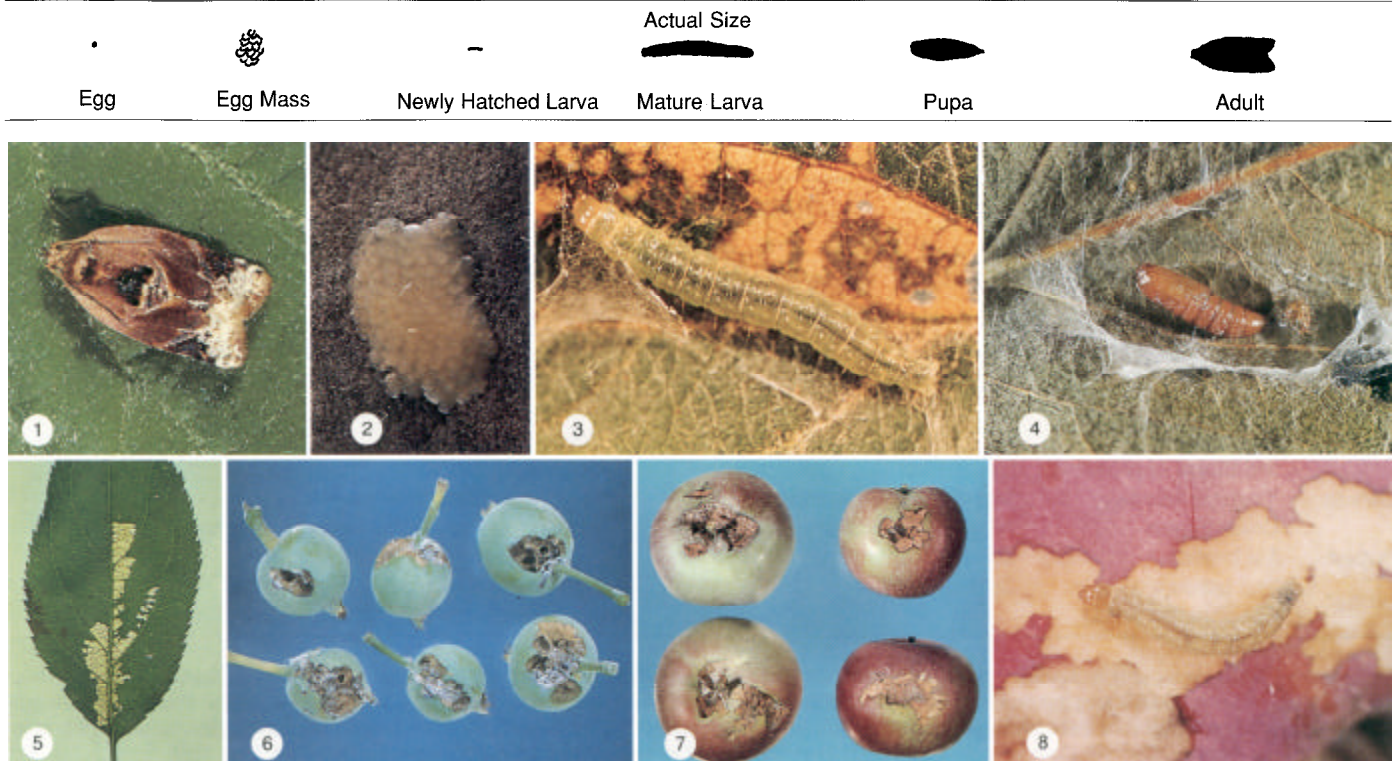 Actual Size
Egg
Egg Mass
Newly Hatched Larva
Mature Larva
Pupa
Adult
1
2
3
4
5
6
7
8